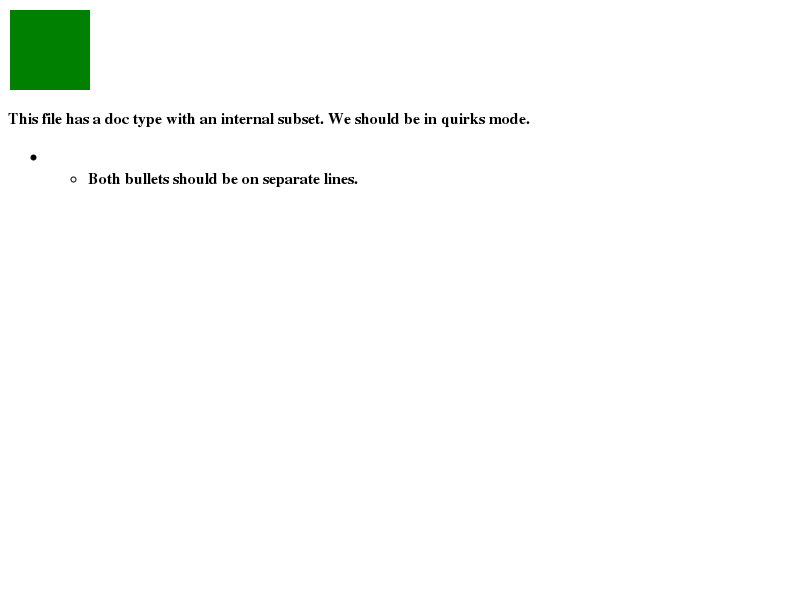 This file has a doc type with an internal subset. We should be in quirks mode.
Both bullets should be on separate lines.